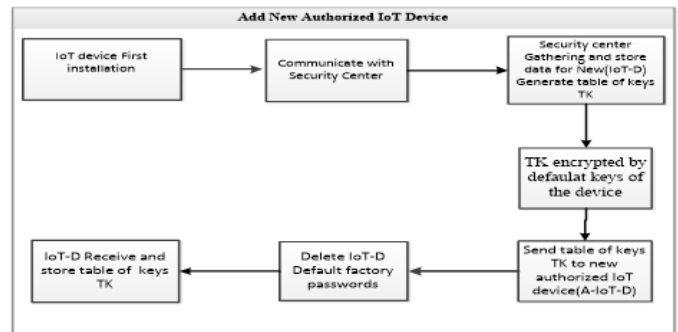 Add New Authorized IoT Device
IoT device First
installation
Communicate with
Security Center
Security center
Gathering and store
data for New(IoT-D)
Generate table of keys
TK
TK encrypted by
defaulat keys of
the device
Send table of keys
TK to new
authorized IoT
device(A-IoT-D)
Delete IoT-D
Default factory
passwords
IoT-D Receive and
store table of keys
TK